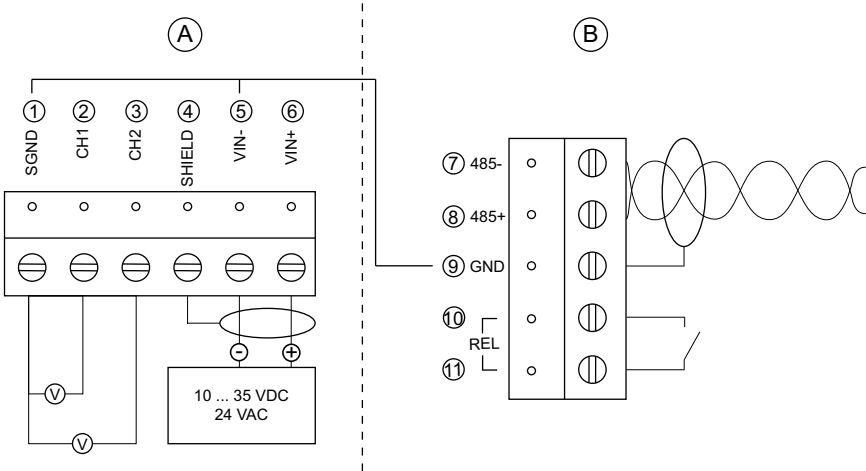 A
B
1
2
3
4
5
6
SGND
CH1
CH2
SHIELD
VIN-
VIN+
7 485-
8 485+
9 GND
10
REL
11
- +
10 ... 35 VDC
24 VAC
V
V